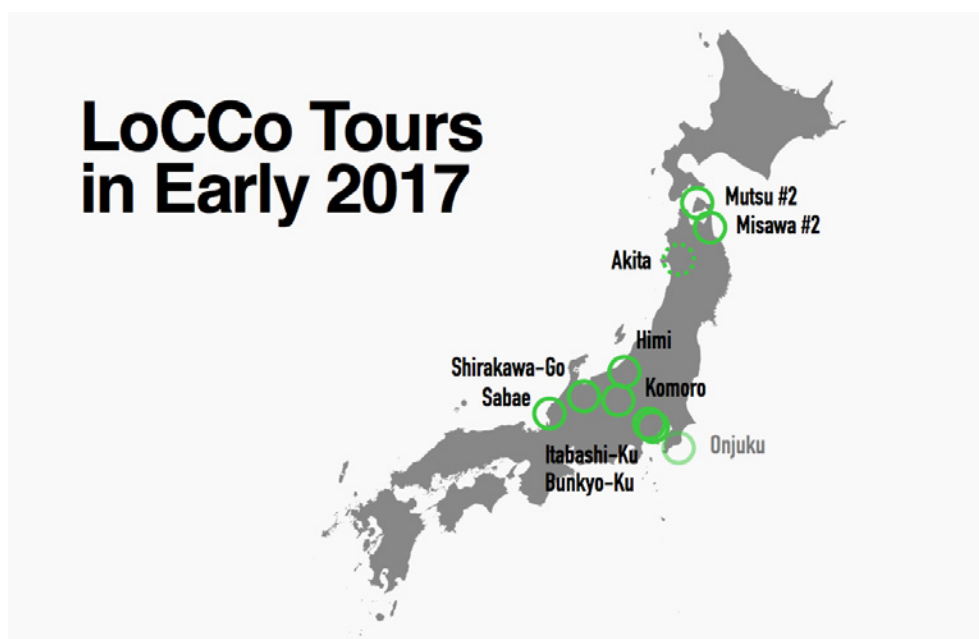 LoCCo Tours
in Early 2017
Mutsu #2
Misawa #2
Akita
Himi
Shirakawa-Go
Komoro
Sabae
Itabashi-Ku
Onjuku
Bunkyo-Ku